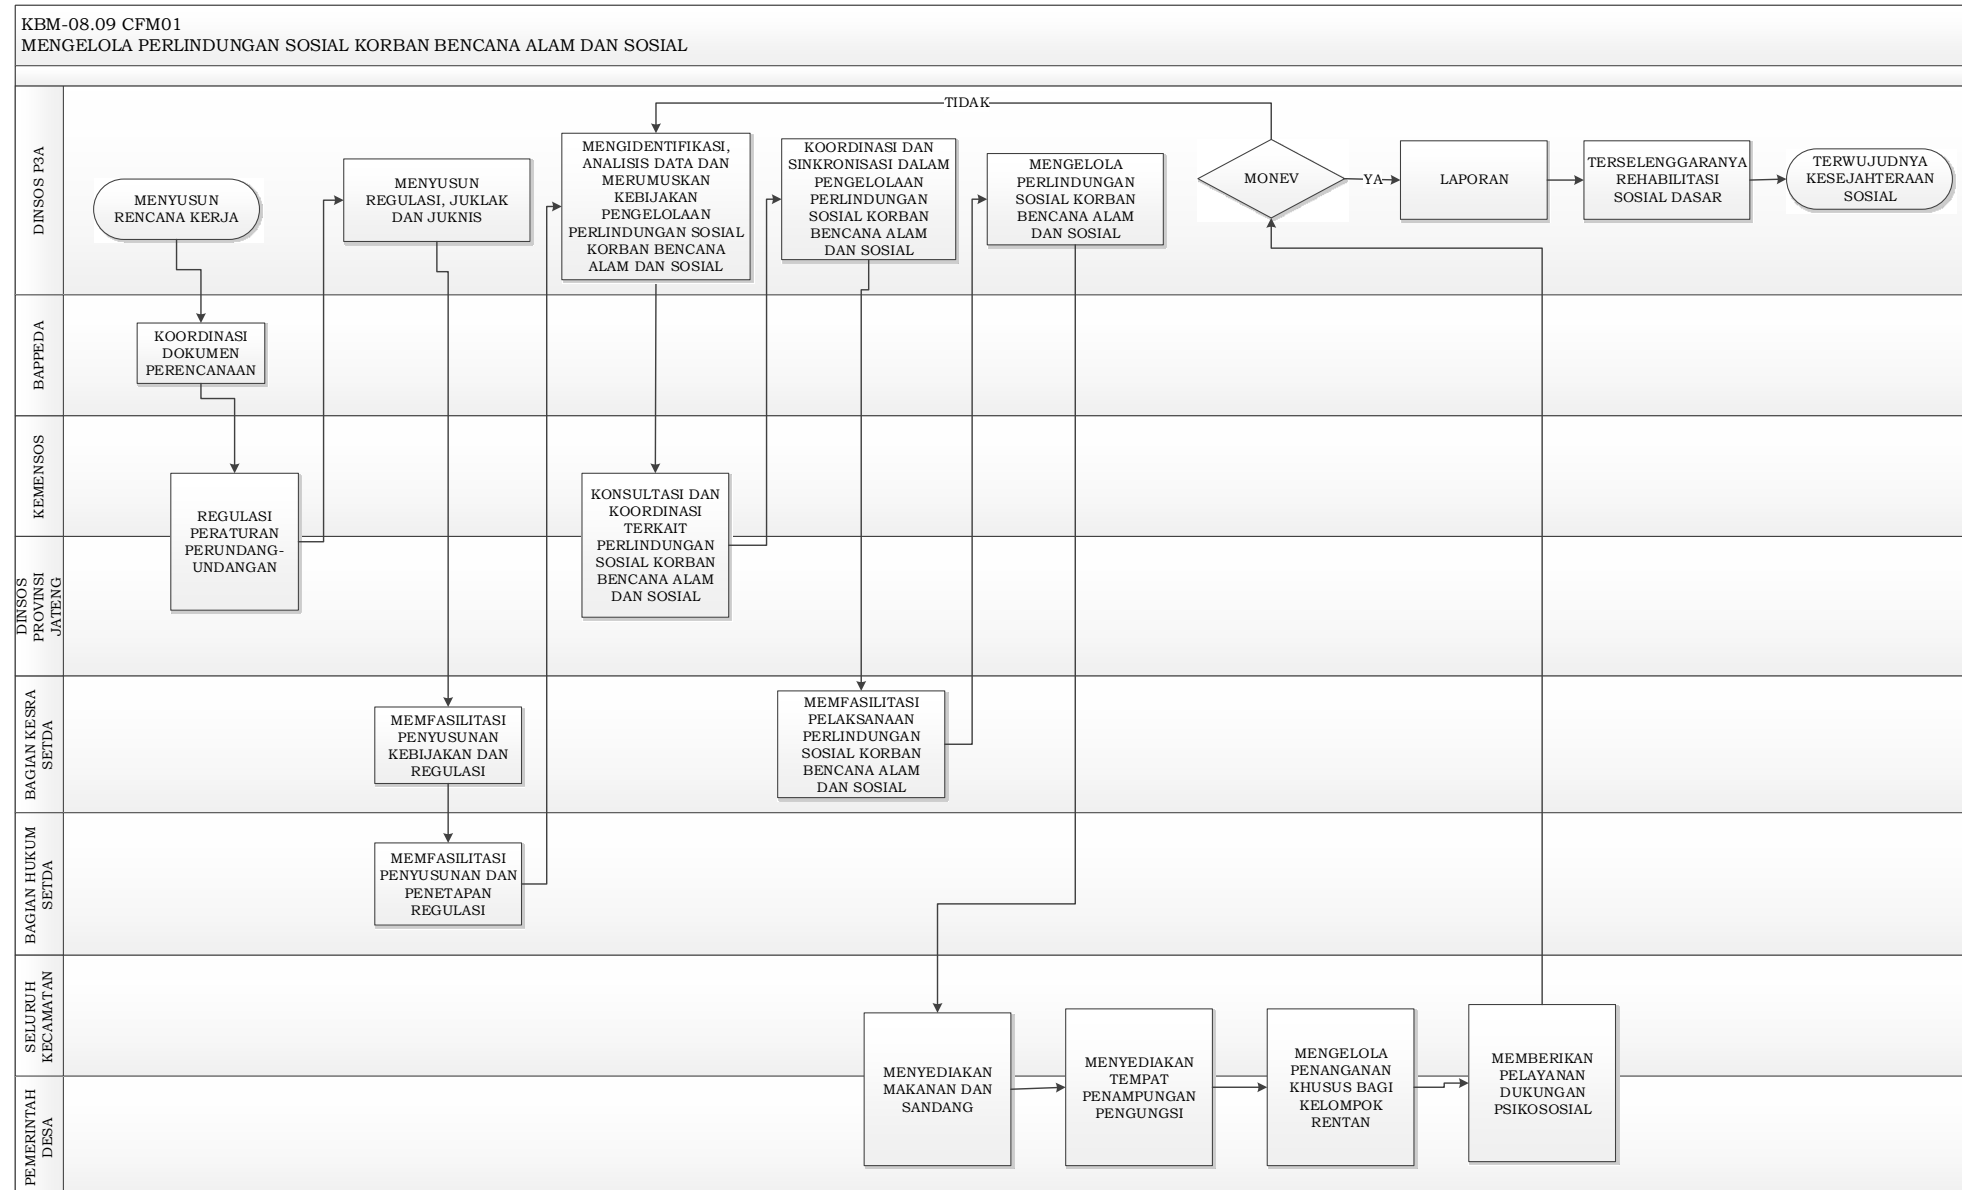 KBM-08.09 CFM01
MENGELOLA PERLINDUNGAN SOSIAL KORBAN BENCANA ALAM DAN SOSIAL
DINSOS P3A
MENYUSUN
RENCANA KERJA
MENYUSUN
REGULASI, JUKLAK
DAN JUKNIS
MENGIDENTIFIKASI,
ANALISIS DATA DAN
MERUMUSKAN
KEBIJAKAN
PENGELOLAAN
PERLINDUNGAN SOSIAL
KORBAN BENCANA
ALAM DAN SOSIAL
KOORDINASI DAN
SINKRONISASI DALAM
PENGELOLAAN
PERLINDUNGAN
SOSIAL KORBAN
BENCANA ALAM
DAN SOSIAL
MENGELOLA
PERLINDUNGAN
SOSIAL KORBAN
BENCANA ALAM
DAN SOSIAL
TIDAK
MONEV
YA
LAPORAN
TERSELENGGARANYA
REHABILITASI
SOSIAL DASAR
TERWUJUDNYA
KESEJAHTERAAN
SOSIAL
BAPPEDA
KOORDINASI
DOKUMEN
PERENCANAAN
KEMENSOS
REGULASI
PERATURAN
PERUNDANG-
UNDANGAN
KONSULTASI DAN
KOORDINASI
TERKAIT
PERLINDUNGAN
SOSIAL KORBAN
BENCANA ALAM
DAN SOSIAL
DINSOS
PROVINSI
JATENG
BAGIAN KESRA
SETDA
MEMFASILITASI
PENYUSUNAN
KEBIJAKAN DAN
REGULASI
MEMFASILITASI
PELAKSANAAN
PERLINDUNGAN
SOSIAL KORBAN
BENCANA ALAM
DAN SOSIAL
BAGIAN HUKUM
SETDA
MEMFASILITASI
PENYUSUNAN DAN
PENETAPAN
REGULASI
SELURUH
KECAMATAN
MENYEDIAKAN
MAKANAN DAN
SANDANG
MENYEDIAKAN
TEMPAT
PENAMPUNGAN
PENGUNGSI
MENGELOLA
PENANGANAN
KHUSUS BAGI
KELOMPOK
RENTAN
MEMBERIKAN
PELAYANAN
DUKUNGAN
PSIKOSOSIAL
PEMERINTAH
DESA